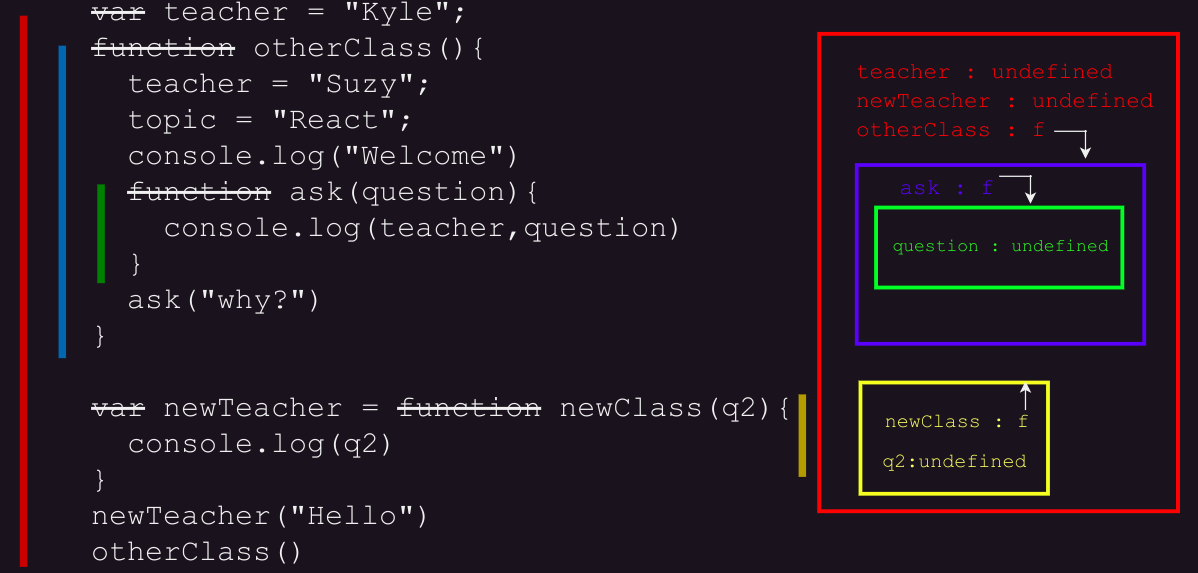 var teacher = "Kyle";
function otherClass(){
teacher = "Suzy";
topic = "React";
console.log("Welcome")
function ask(question){
console.log(teacher,question)
}
ask("why?")
}
var newTeacher = function newClass(q2){
console.log(q2)
}
newTeacher("Hello")
otherClass()
teacher : undefined
newTeacher : undefined
otherClass : f
ask : f
question : undefined
newClass : f
q2:undefined